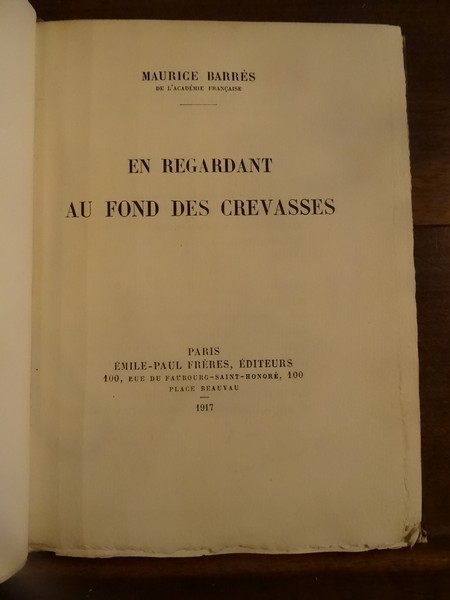 MAURICE BARRÈS
DE L'ACADÉMIE FRANÇAISE
EN REGARDANT
AU FOND DES CREVASSES
PARIS
ÉMILE-PAUL FRÈRES, ÉDITEURS
100, RUE DU FAUBOURG-SAINT-HONORÉ, 100
PLACE BEAUVAU
1917